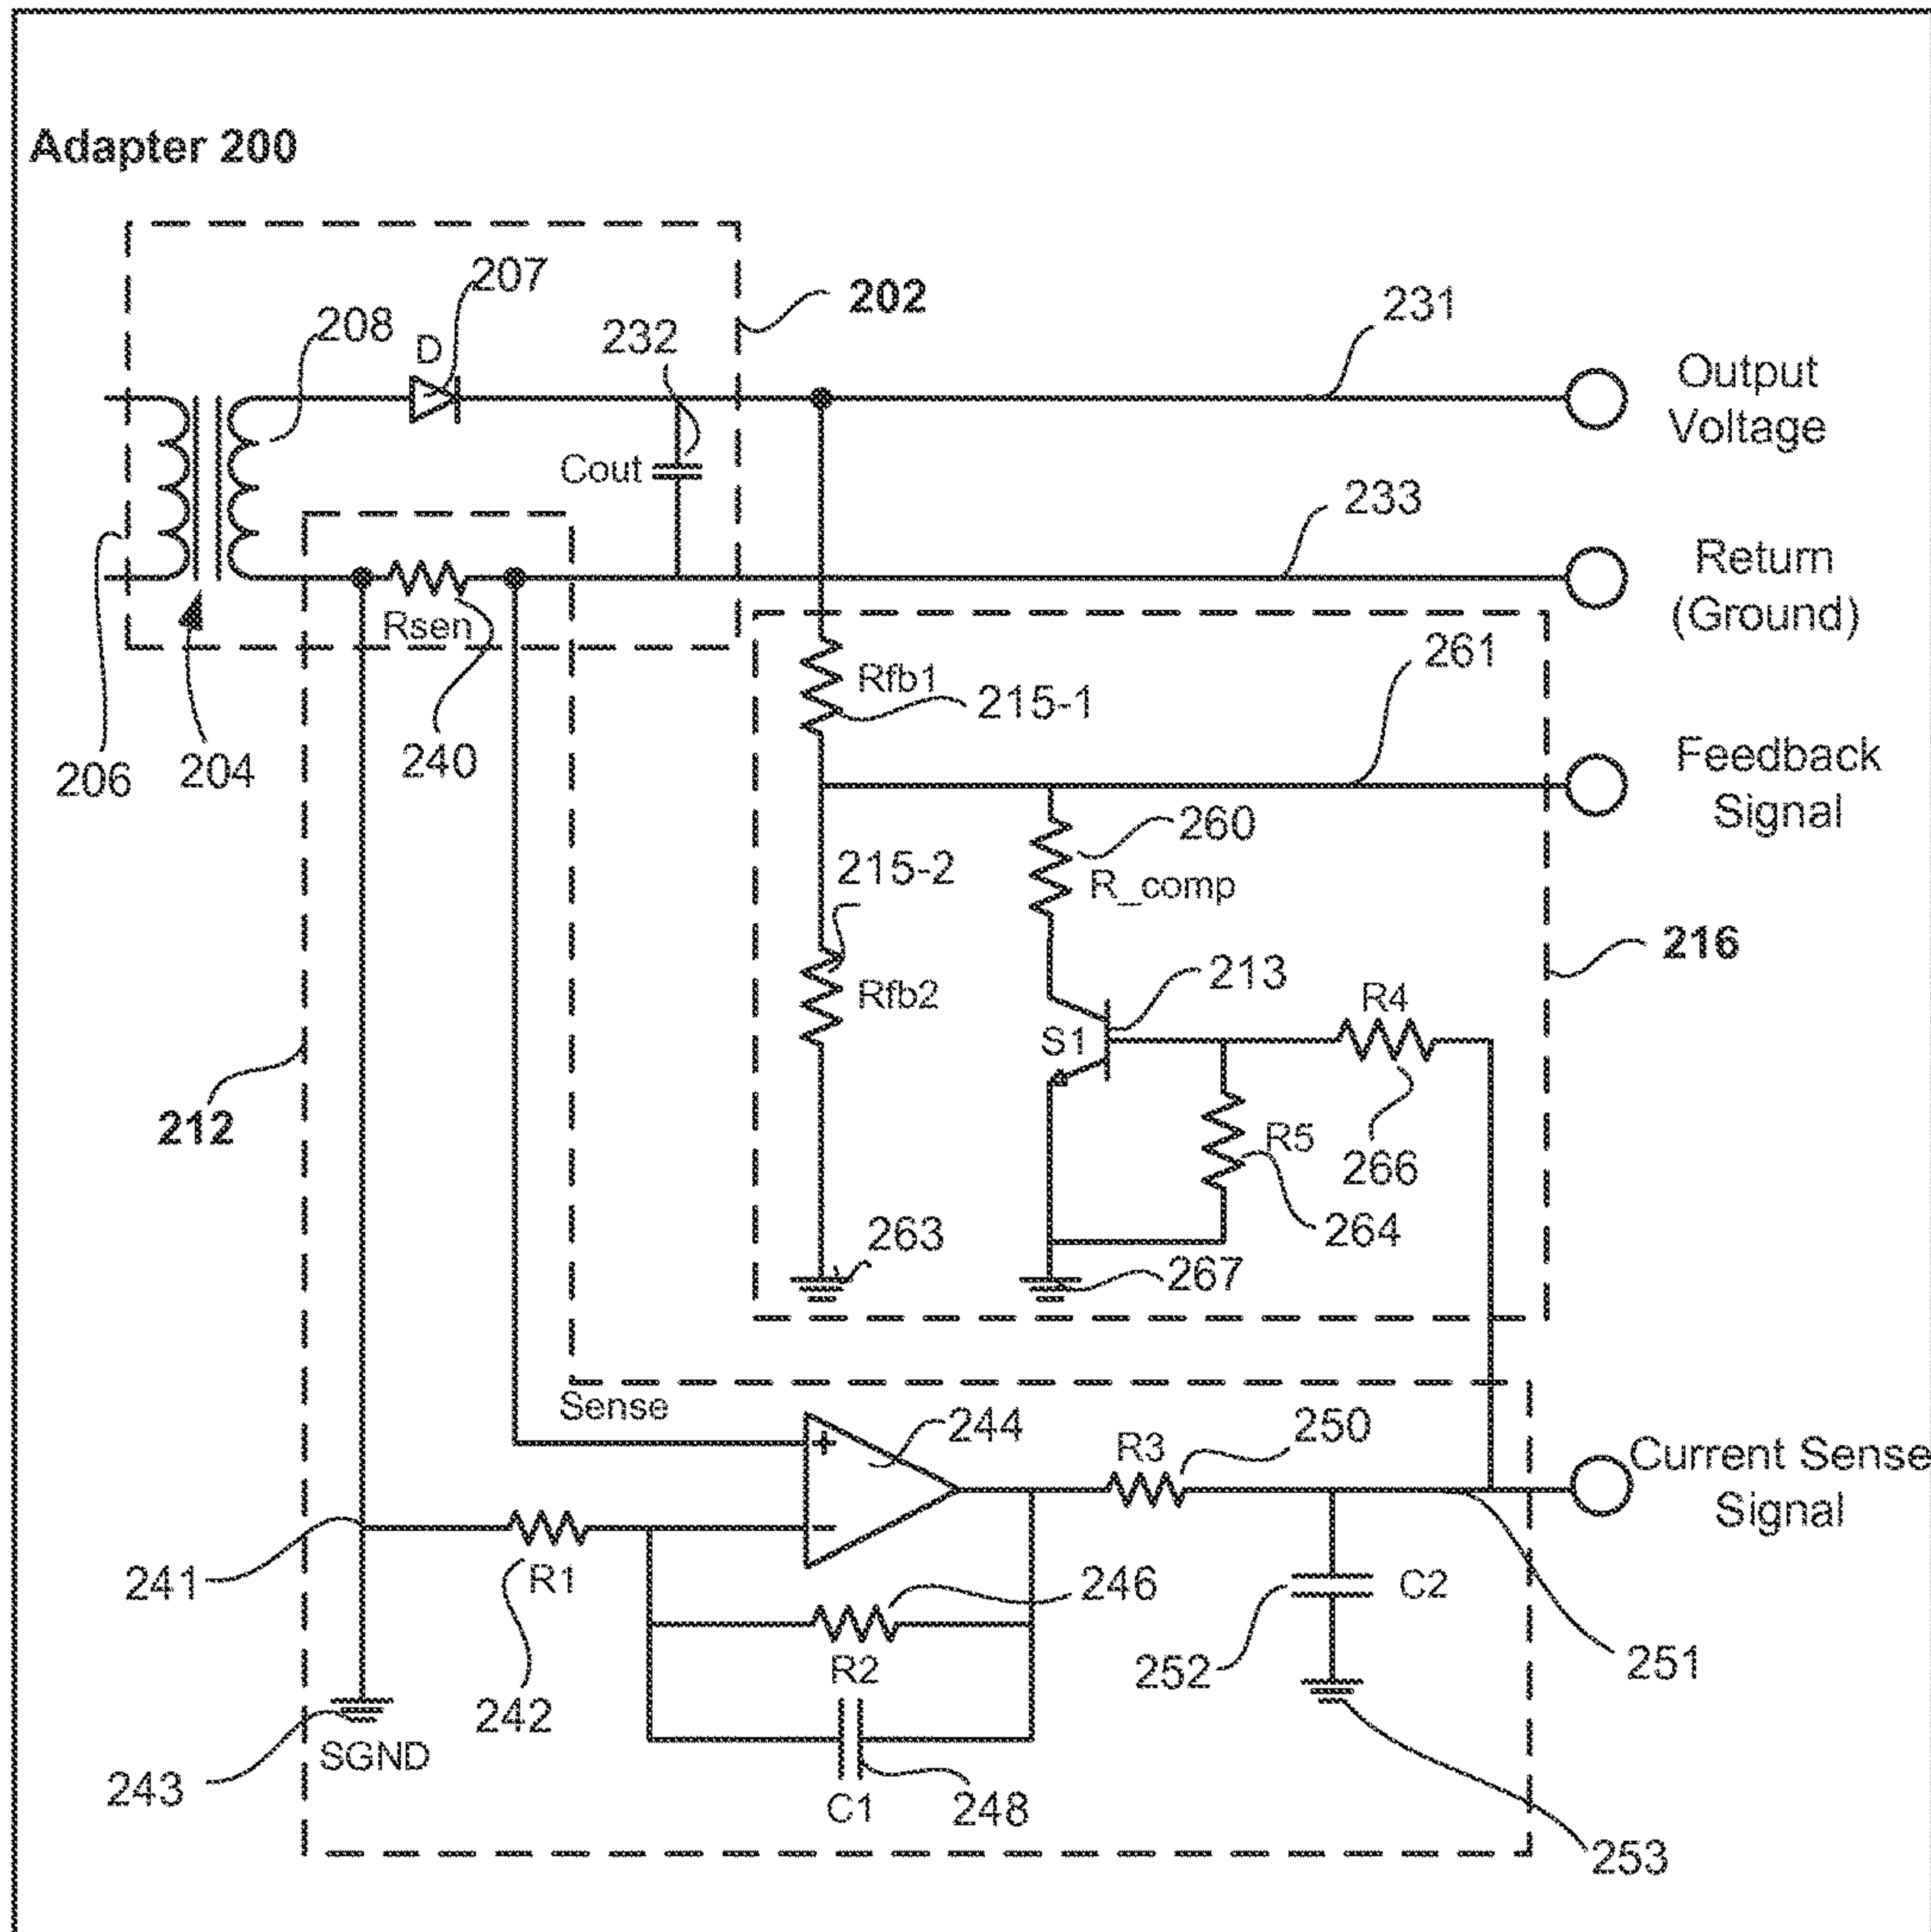 Adapter 200
207
202
208
D
232
231
Output
Voltage
Cout
233
Return
(Ground)
Rsen
206
204
240
Rfb1
215-1
261
Feedback
Signal
260
215-2
R_comp
216
213
Rfb2
R4
S1
212
R5
266
264
263
267
Sense
244
R3
250
Current Sense
Signal
+
−
241
R1
246
C2
R2
252
251
242
SGND
243
C1
248
253